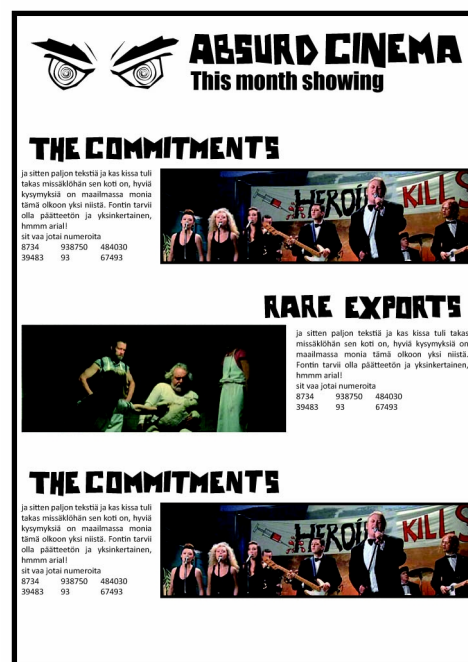 ABSURD CINEMA
This month showing
THE COMMITMENTS
ja sitten paljon tekstiä ja kas kissa tuli
takas missäklöhän sen koti on, hyviä
kysymyksiä on maailmassa monia
tämä olkoon yksi niistä. Fontin tarvii
olla päätteetön ja yksinkertainen,
hmmm arial!
sit vaa jotai numeroita
8734 938750 484030
39483 93 67493
HEROIN KILLS
RARE EXPORTS
ja sitten paljon tekstiä ja kas kissa tuli takas
missäklöhän sen koti on, hyviä kysymyksiä on
maailmassa monia tämä olkoon yksi niistä.
Fontin tarvii olla päätteetön ja yksinkertainen,
hmmm arial!
sit vaa jotai numeroita
8734 938750 484030
39483 93 67493
THE COMMITMENTS
ja sitten paljon tekstiä ja kas kissa tuli
takas missäklöhän sen koti on, hyviä
kysymyksiä on maailmassa monia
tämä olkoon yksi niistä. Fontin tarvii
olla päätteetön ja yksinkertainen,
hmmm arial!
sit vaa jotai numeroita
8734 938750 484030
39483 93 67493
HEROIN KILLS